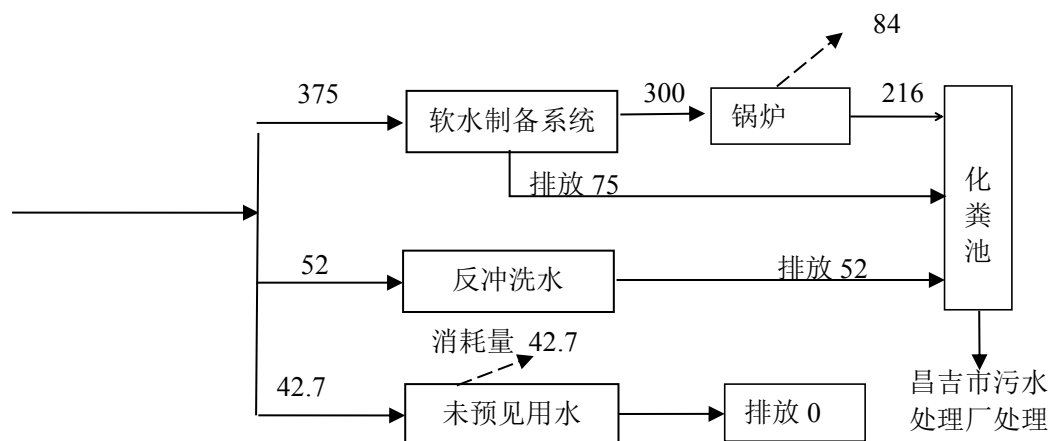 84
375
软水制备系统
300
锅炉
216
排放 75
化粪池
52
反冲洗水
排放 52
消耗量 42.7
42.7
未预见用水
排放 0
昌吉市污水
处理厂处理